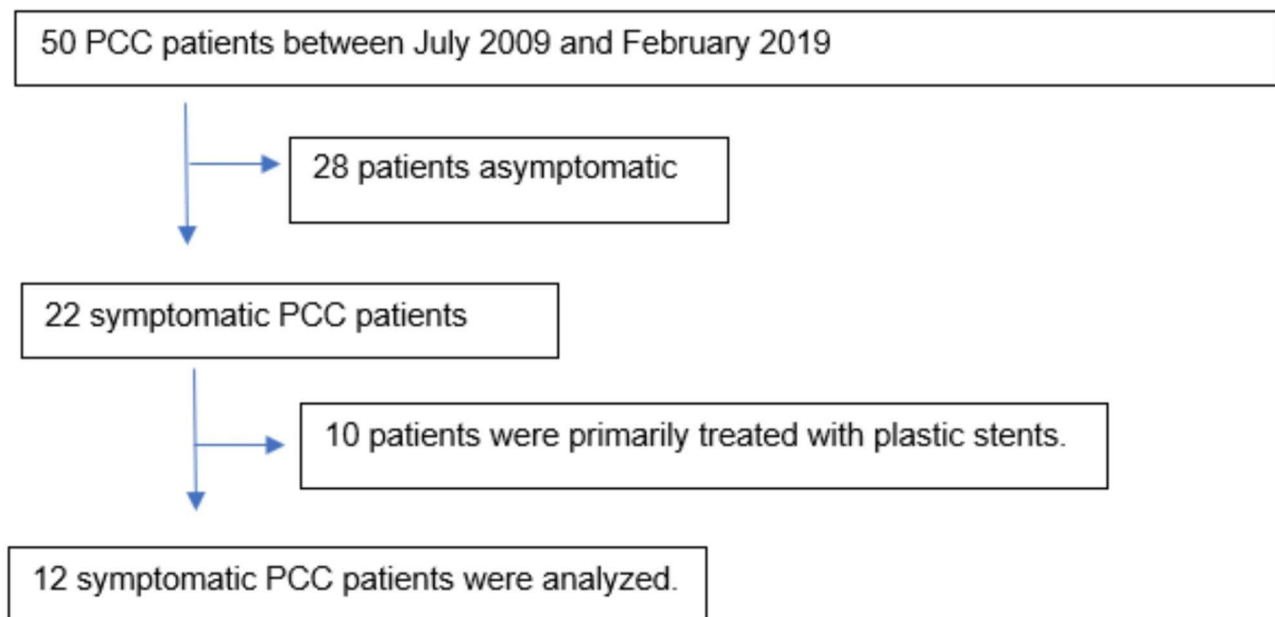 50 PCC patients between July 2009 and February 2019
28 patients asymptomatic
22 symptomatic PCC patients
10 patients were primarily treated with plastic stents.
12 symptomatic PCC patients were analyzed.